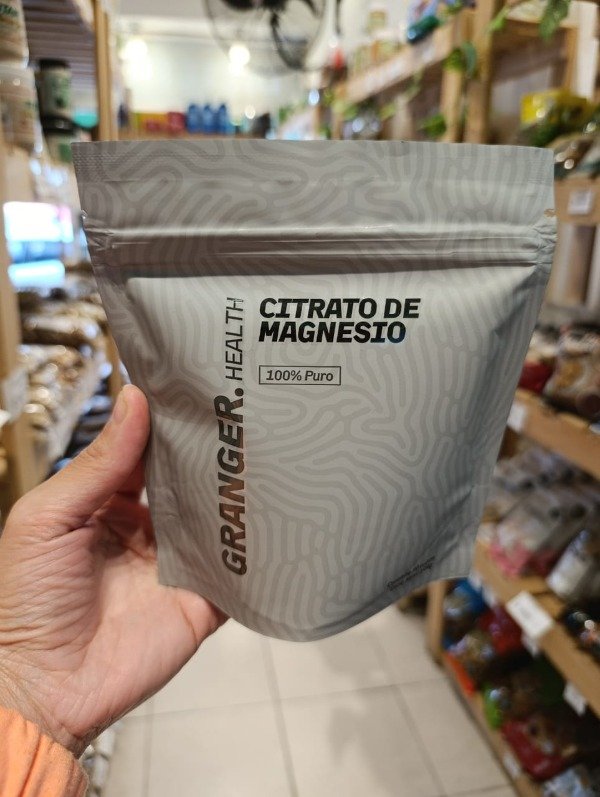 GRANGER. HEALTH
CITRATO DE
MAGNESIO
100% Puro